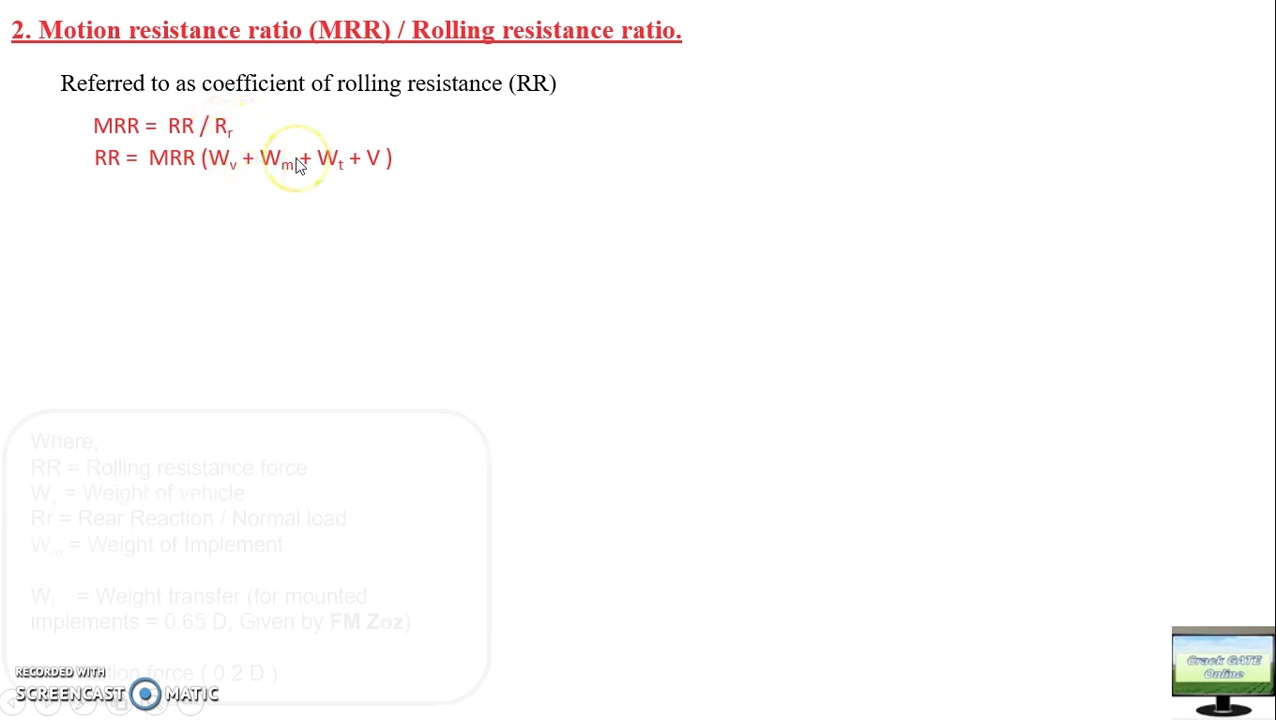 2. Motion resistance ratio (MRR) / Rolling resistance ratio.
Referred to as coefficient of rolling resistance (RR)
MRR = RR / Rr
RR = MRR (Wv + Wm + Wt + V )
Where,
RR = Rolling resistance force
Wv = Weight of vehicle
Rr = Rear Reaction / Normal load
Wm = Weight of Implement
Wt = Weight transfer (for mounted
implements = 0.65 D, Given by FM Zoz)
force ( 0.2 D )
RECORDED WITH
SCREENCAST MATIC
Crack GATE
Online